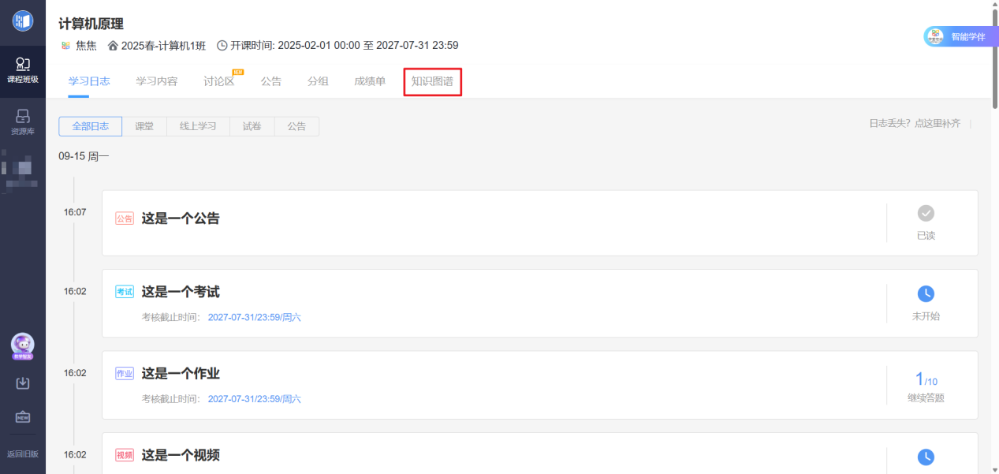 计算机原理
焦焦 2025春-计算机1班 开课时间: 2025-02-01 00:00 至 2027-07-31 23:59
智能学伴
课程班级
学习日志 学习内容 讨论区 公告 分组 成绩单 知识图谱
资源库
全部日志 课堂 线上学习 试卷 公告
日志丢失? 点这里补齐
09-15 周一
16:07 公告 这是一个公告
已读
16:02 考试 这是一个考试
考核截止时间: 2027-07-31/23:59/周六
未开始
16:02 作业 这是一个作业
考核截止时间: 2027-07-31/23:59/周六
1/10
继续答题
NEW
返回旧版
16:02 视频 这是一个视频